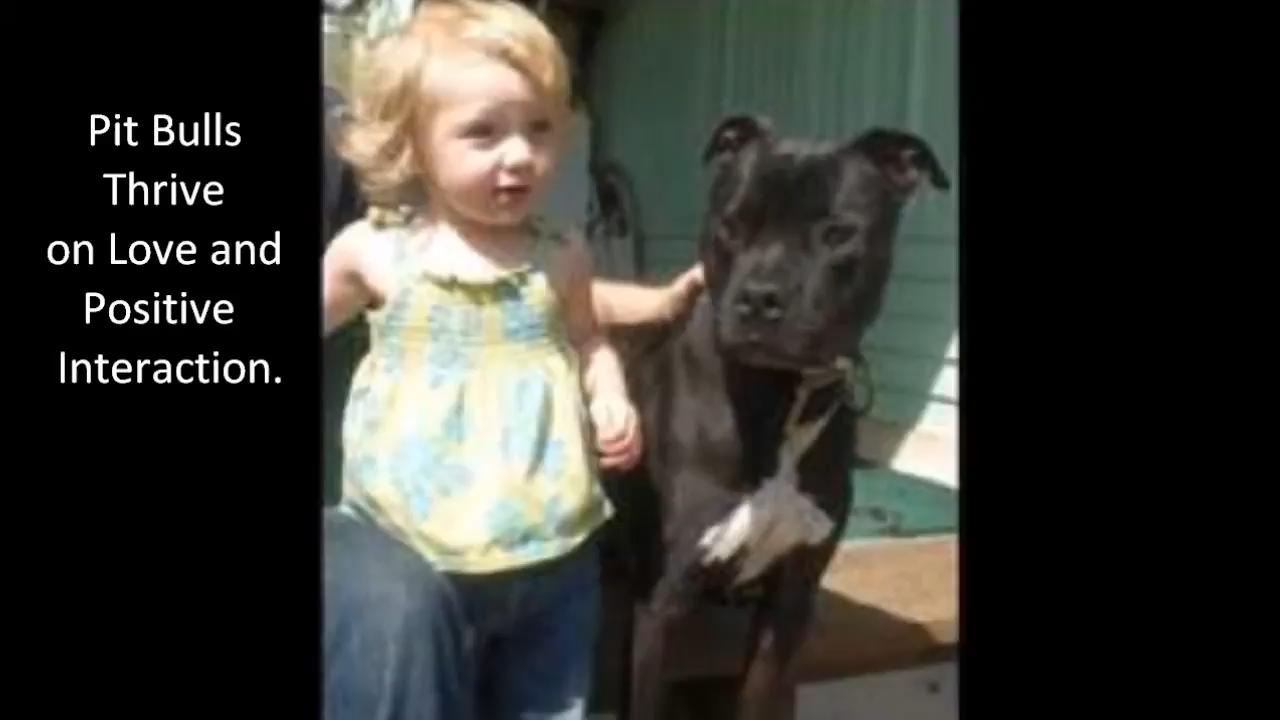 Pit Bulls
Thrive
on Love and
Positive
Interaction.